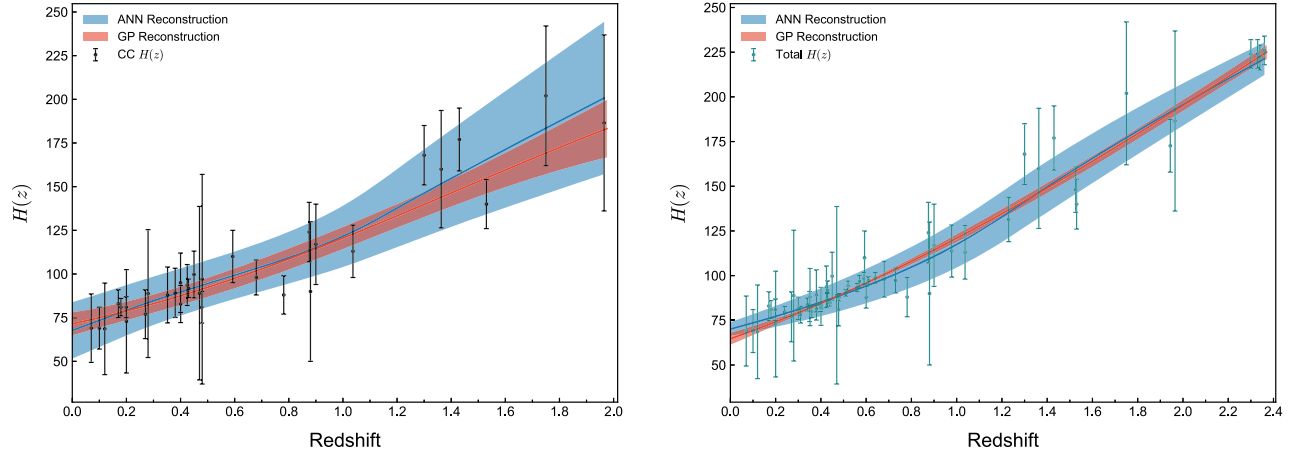 ANN Reconstruction
GP Reconstruction
CC H(z)
225
200
175
150
125
100
75
50
H(z)
0.0 0.2 0.4 0.6 0.8 1.0 1.2 1.4 1.6 1.8 2.0
Redshift
ANN Reconstruction
GP Reconstruction
Total H(z)
250
225
200
175
150
125
100
75
50
H(z)
0.0 0.2 0.4 0.6 0.8 1.0 1.2 1.4 1.6 1.8 2.0 2.2 2.4
Redshift